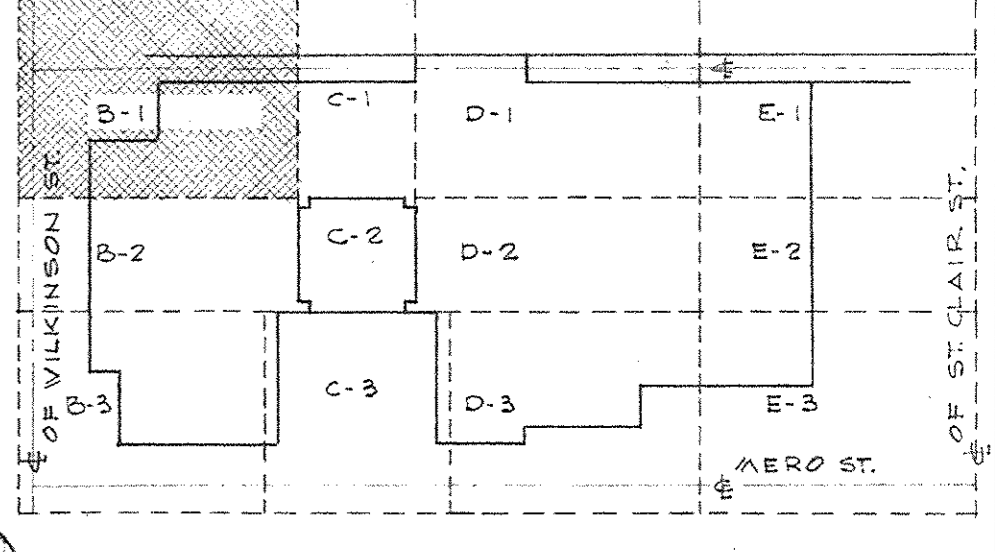 B-1
C-1
D-1
E-1
B-2
C-2
D-2
E-2
B-3
C-3
D-3
E-3
℄ OF WILKINSON ST.
℄ OF ST. CLAIR ST.
℄
MERO ST.
℄